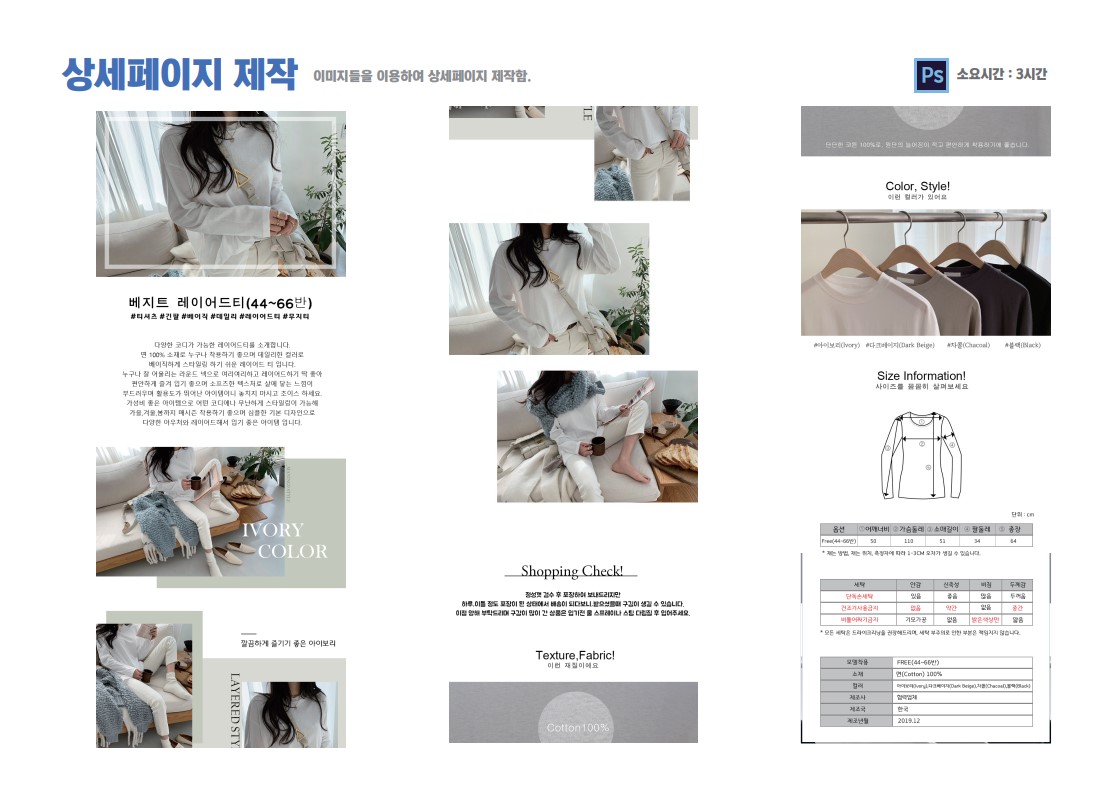 상세페이지 제작
이미지들을 이용하여 상세페이지 제작함.
Ps
소요시간 : 3시간
베지트 레이어드티(44~66반)
#티셔츠 #긴팔 #베이직 #데일리 #레이어드티 #무지티
다양한 코디가 가능한 레이어드티를 소개합니다.
면 100% 소재로 누구나 착용하기 좋으며 데일리한 컬러로
베이직하게 스타일링 하기 쉬운 레이어드 티 입니다.
누구나 잘 어울리는 라운드 넥으로 여리여리하고 레이어드하기 딱 좋아
편안하게 즐겨 입기 좋으며 소프트한 텍스처로 살에 닿는 느낌이
부드러우며 활용도가 뛰어난 아이템이니 놓치지 마시고 초이스 하세요.
가성비 좋은 아이템으로 어떤 코디에나 무난하게 스타일링이 가능해
가을,겨울,봄까지 매시즌 착용하기 좋으며 심플한 기본 디자인으로
다양한 아우터와 레이어드해서 입기 좋은 아이템 입니다.
IVORY
COLOR
깔끔하게 즐기기 좋은 아이보리
LAYERED STY
LE
Shopping Check!
정성껏 검수 후 포장하여 보내드리지만
하루,이틀 정도 포장이 된 상태에서 배송이 되다보니,받으셨을때 구김이 생길 수 있습니다.
이점 양해 부탁드리며 구김이 많이 간 상품은 입기전 물 스프레이나 스팀 다림질 후 입어주세요.
Texture,Fabric!
이런 재질이에요
Cotton100%
탄탄한 코튼 100%로, 원단의 늘어짐이 적고 편안하게 착용하기에 좋습니다.
Color, Style!
이런 컬러가 있어요
#아이보리(Ivory) #다크베이지(Dark Beige) #차콜(Chacoal) #블랙(Black)
Size Information!
사이즈를 꼼꼼히 살펴보세요
① ② ③ ④ ⑤
단위 : cm
옵션 ①어깨너비 ②가슴둘레 ③소매길이 ④팔둘레 ⑤ 총장
Free(44~66반) 50 110 51 34 64
* 재는 방법, 재는 위치, 측정자에 따라 1~3CM 오차가 생길 수 있습니다.
세탁 안감 신축성 비침 두께감
단독손세탁 있음 좋음 많음 두꺼움
건조기사용금지 없음 약간 없음 중간
비틀어짜기금지 기모가공 없음 밝은색상만 얇음
* 모든 세탁은 드라이크리닝을 권장해드리며, 세탁 부주의로 인한 부분은 책임지지 않습니다.
모델착용 FREE(44~66반)
소재 면(Cotton) 100%
컬러 아이보리(Ivory),다크베이지(Dark Beige),차콜(Chacoal),블랙(Black)
제조사 협력업체
제조국 한국
제조년월 2019.12